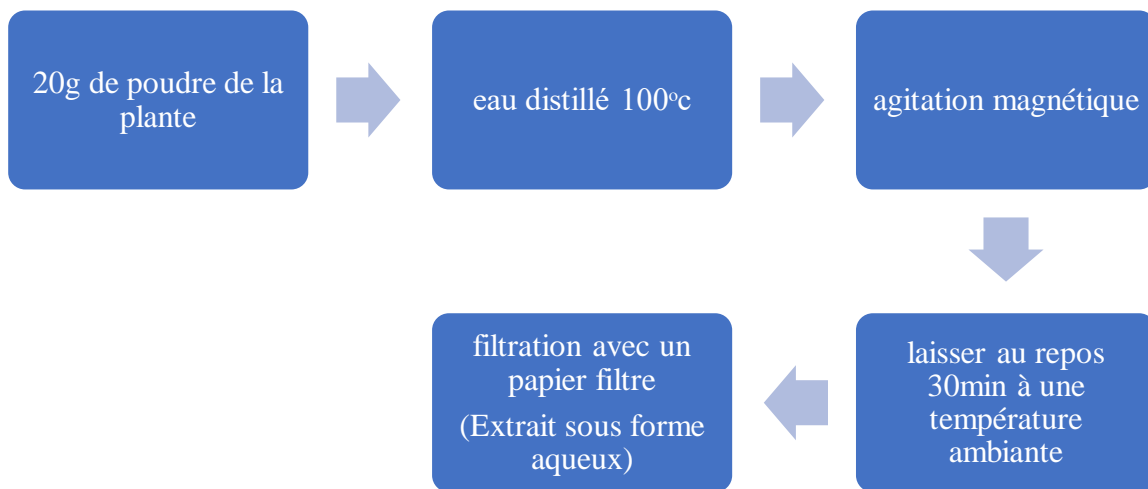 20g de poudre de la
plante
eau distillé 100°c
agitation magnétique
laisser au repos
30min à une
température
ambiante
filtration avec un
papier filtre
(Extrait sous forme
aqueux)